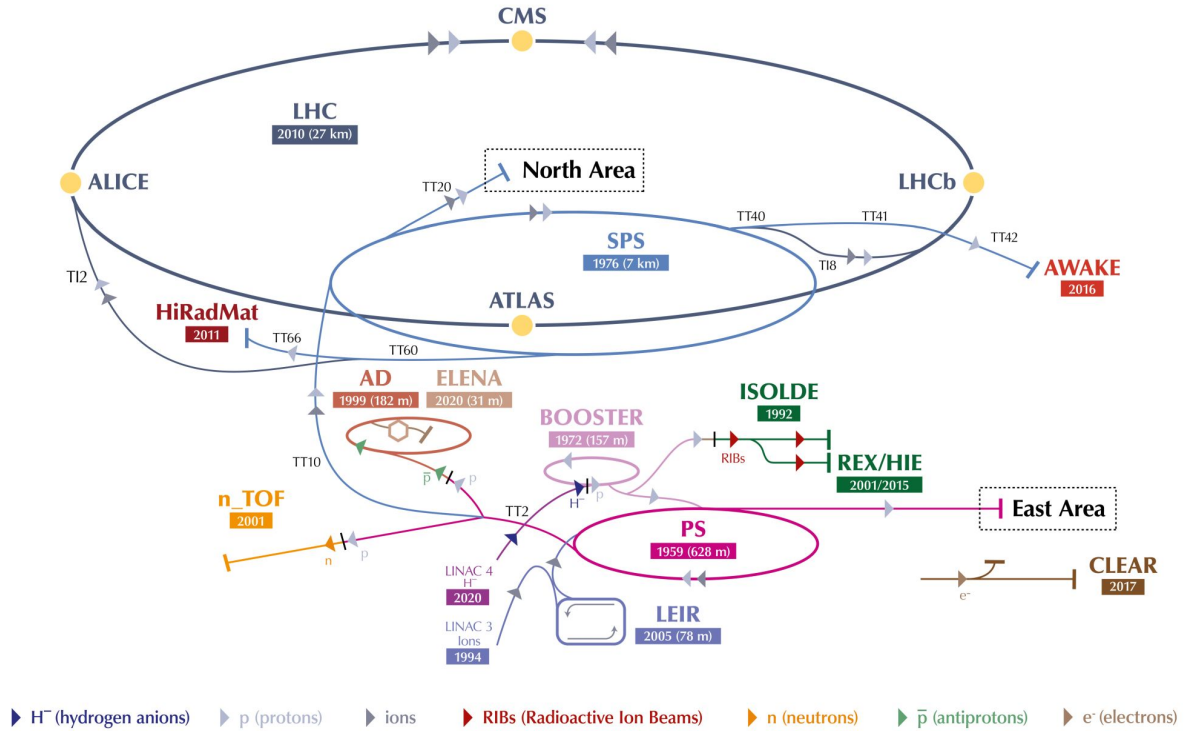 CMS
LHC
2010 (27 km)
North Area
ALICE
TT20
LHCb
TT40
TT41
TT42
SPS
1976 (7 km)
TI8
AWAKE
2016
TI2
ATLAS
HiRadMat
2011
TT66
TT60
AD
1999 (182 m)
ELENA
2020 (31 m)
ISOLDE
1992
BOOSTER
1972 (157 m)
RIBs
REX/HIE
2001/2015
TT10
p̅
p
H⁻
p
n_TOF
2001
TT2
East Area
PS
1959 (628 m)
n
p
LINAC 4
H⁻
2020
CLEAR
2017
e⁻
LEIR
2005 (78 m)
LINAC 3
Ions
1994
H⁻ (hydrogen anions)
p (protons)
ions
RIBs (Radioactive Ion Beams)
n (neutrons)
p̅ (antiprotons)
e⁻ (electrons)